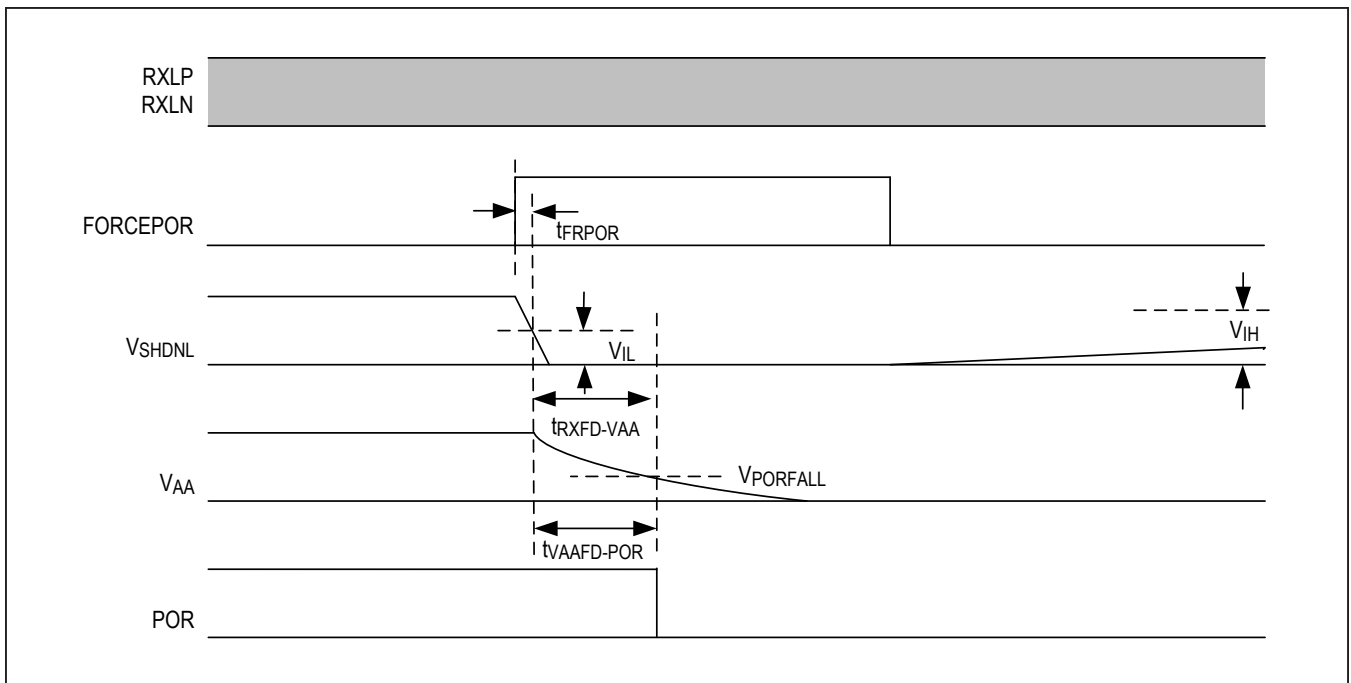 RXLP
RXLN
FORCEPOR
tFRPOR
VSHDNL
VIL
VIH
tRXFD-VAA
VAA
VPORFALL
tVAAFD-POR
POR